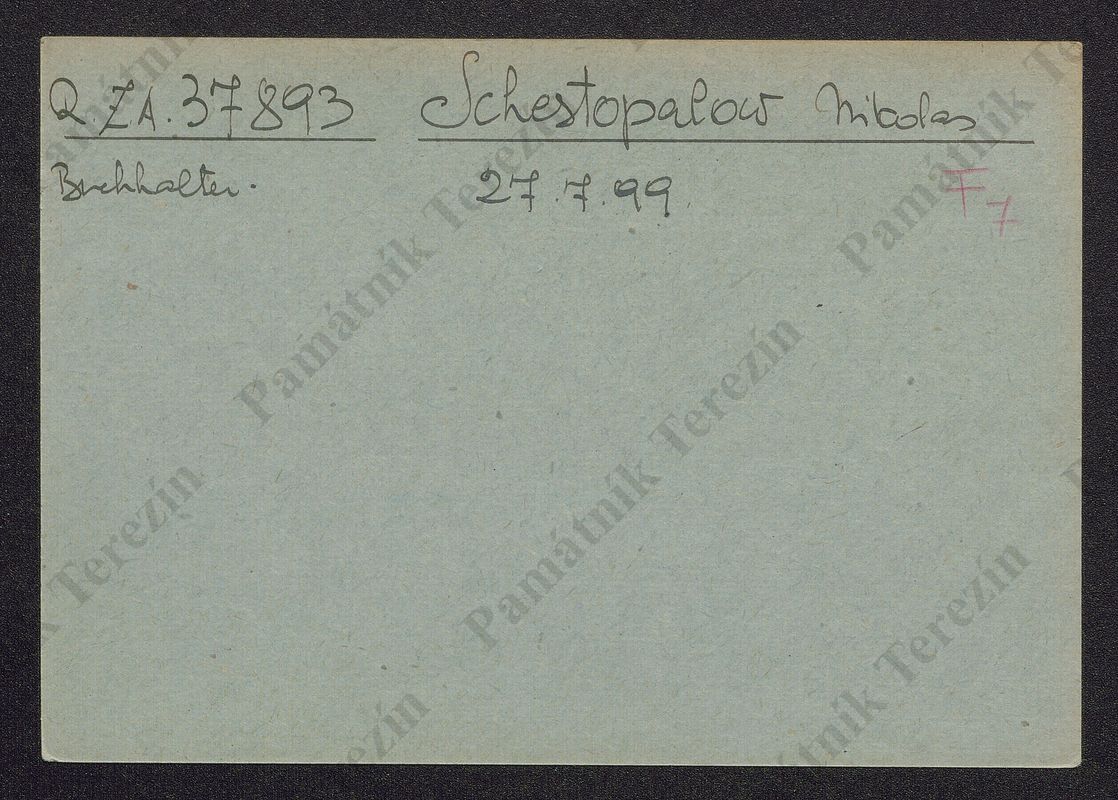 R.ZA.37893 Schestopalow Nikolas
Buchhalter. 27.7.99. F7
Památník Terezín